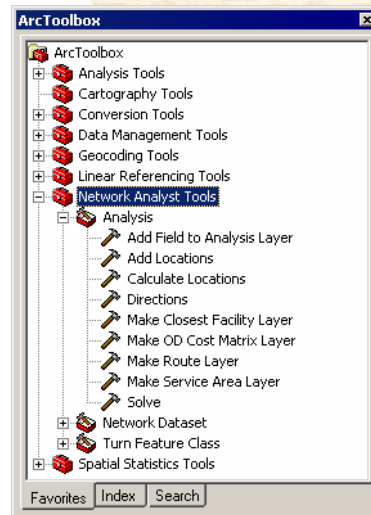 ArcToolbox
ArcToolbox
Analysis Tools
Cartography Tools
Conversion Tools
Data Management Tools
Geocoding Tools
Linear Referencing Tools
Network Analyst Tools
Analysis
Add Field to Analysis Layer
Add Locations
Calculate Locations
Directions
Make Closest Facility Layer
Make OD Cost Matrix Layer
Make Route Layer
Make Service Area Layer
Solve
Network Dataset
Turn Feature Class
Spatial Statistics Tools
Favorites Index Search